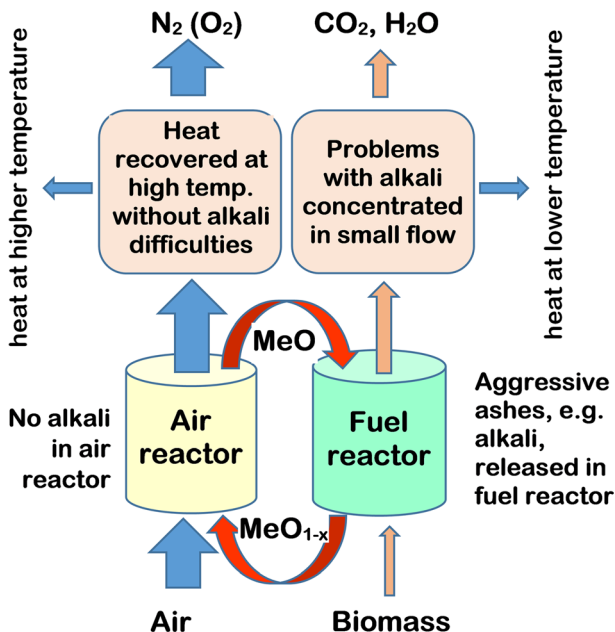 N₂ (O₂)
CO₂, H₂O
heat at higher temperature
Heat
recovered at
high temp.
without alkali
difficulties
Problems
with alkali
concentrated
in small flow
heat at lower temperature
MeO
No alkali
in air
reactor
Air
reactor
Fuel
reactor
Aggressive
ashes, e.g.
alkali,
released in
fuel reactor
MeO₁₋ₓ
Air
Biomass